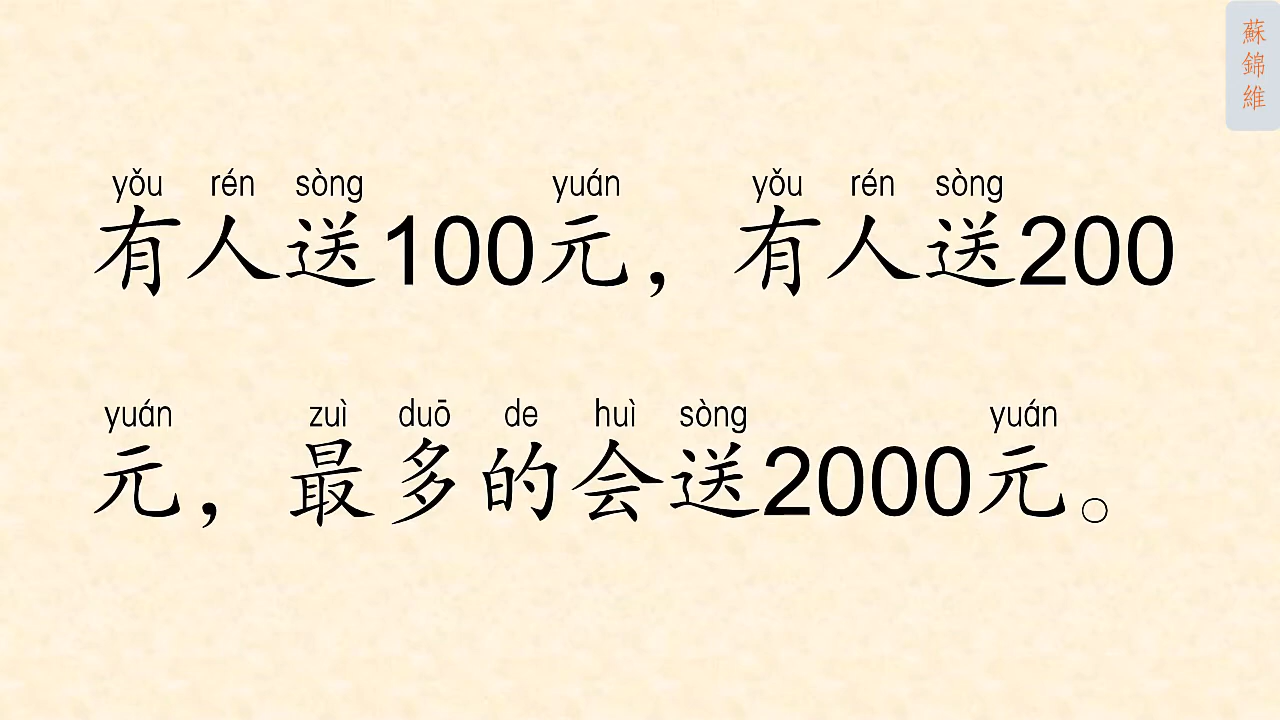 蘇錦維
yǒu rén sòng yuán yǒu rén sòng
有人送100元，有人送200
yuán zuì duō de huì sòng yuán
元，最多的会送2000元。